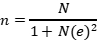 n = N / (1 + N(e)²)